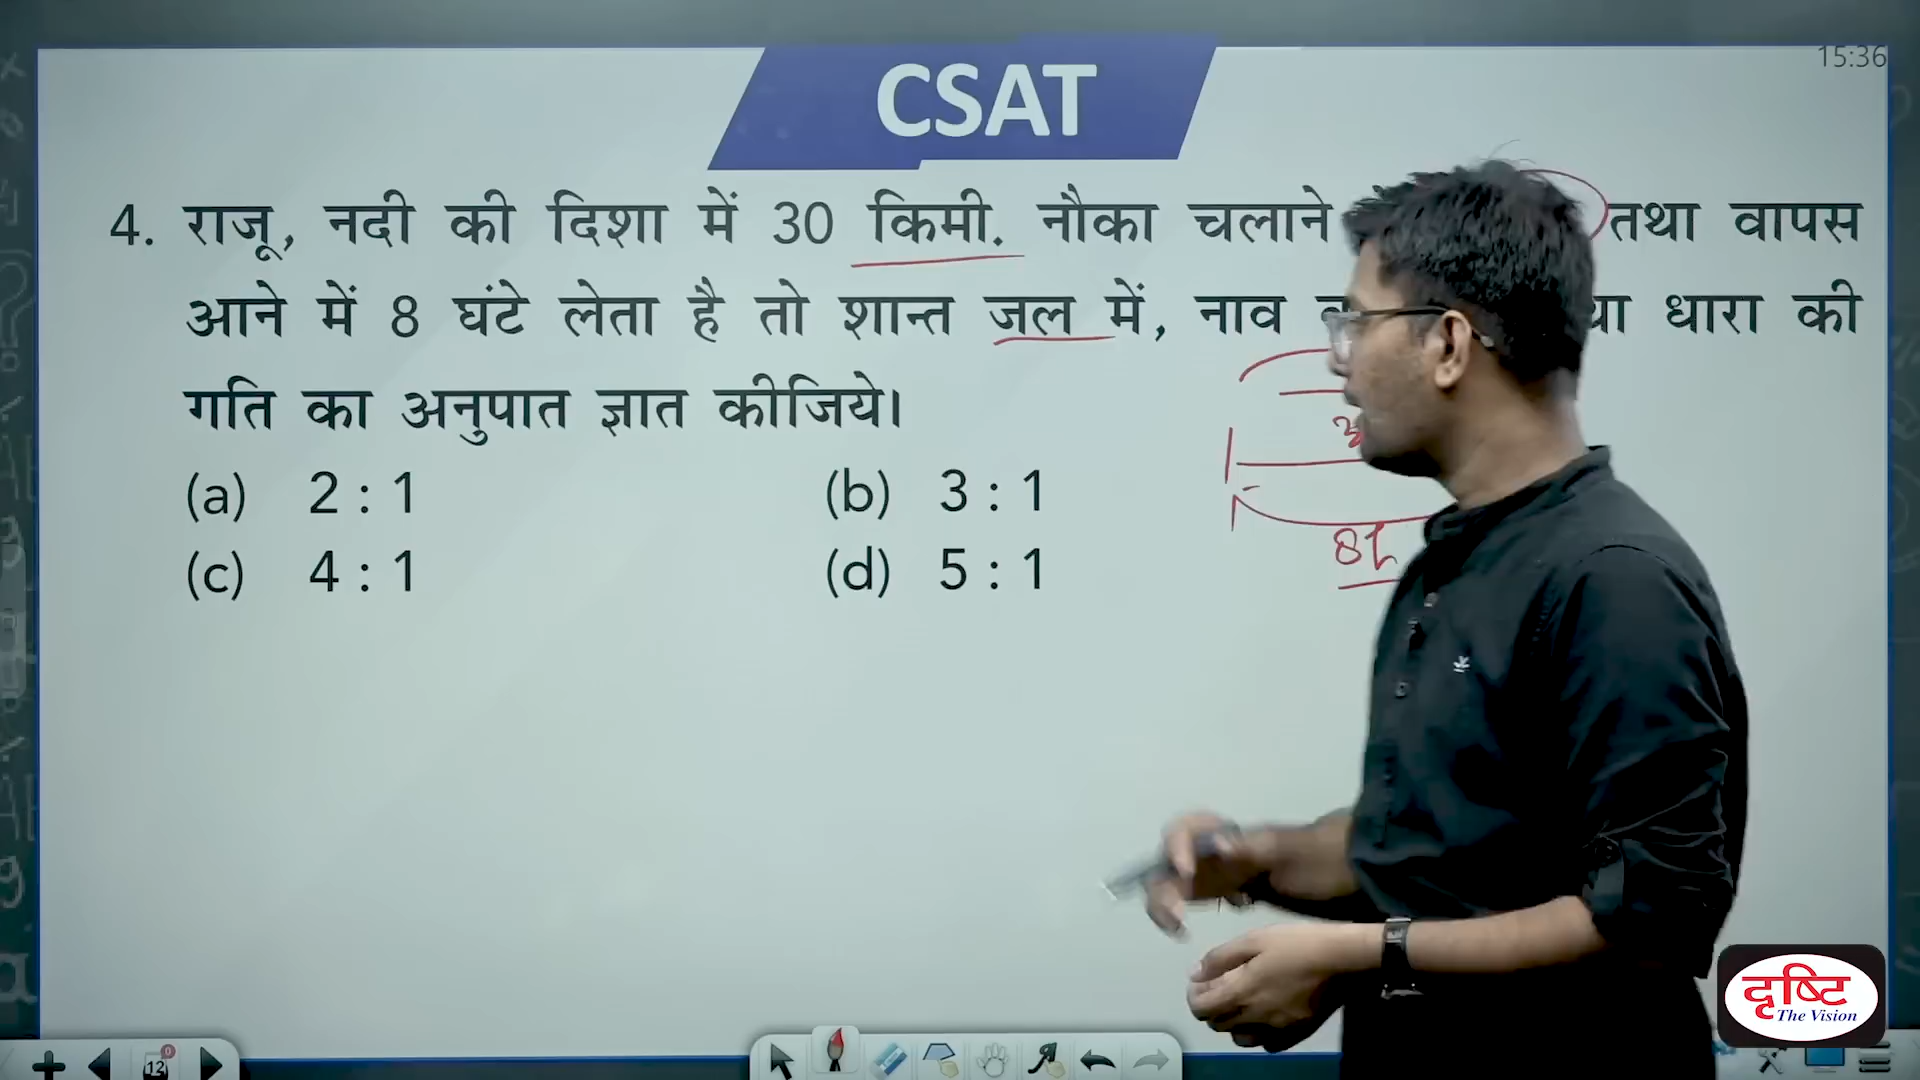 CSAT
15:36
4. राजू, नदी की दिशा में 30 किमी. नौका चलाने तथा वापस
आने में 8 घंटे लेता है तो शान्त जल में, नाव धारा की
गति का अनुपात ज्ञात कीजिये।
(a) 2 : 1
(b) 3 : 1
(c) 4 : 1
(d) 5 : 1
8h
दृष्टि
The Vision
12
0